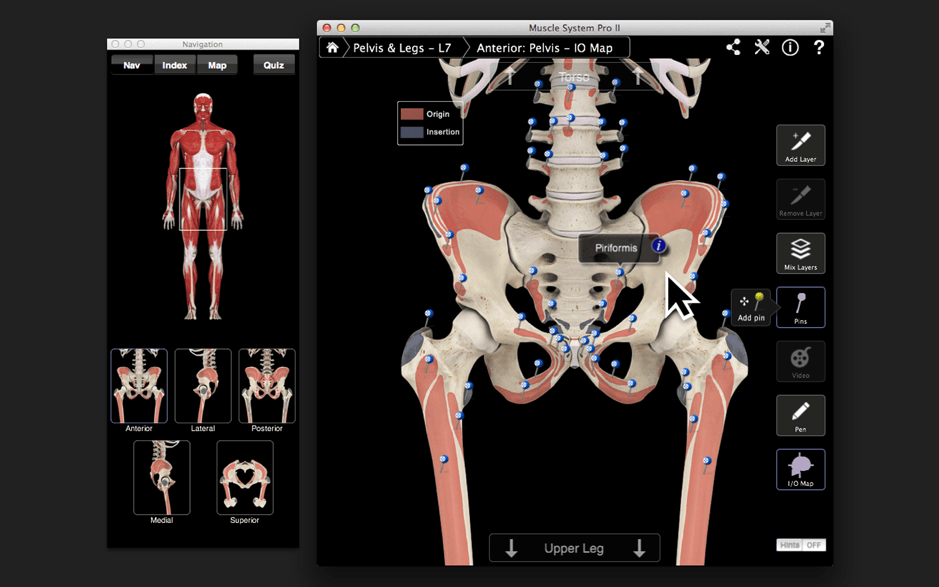 Navigation
Nav Index Map Quiz
Anterior Lateral Posterior
Medial Superior
Muscle System Pro II
Pelvis & Legs - L7 Anterior: Pelvis - IO Map
i ?
Torso
Origin
Insertion
Piriformis i
Add Layer
Remove Layer
Mix Layers
Add pin
Pins
Video
Pen
I/O Map
Upper Leg
Hints OFF